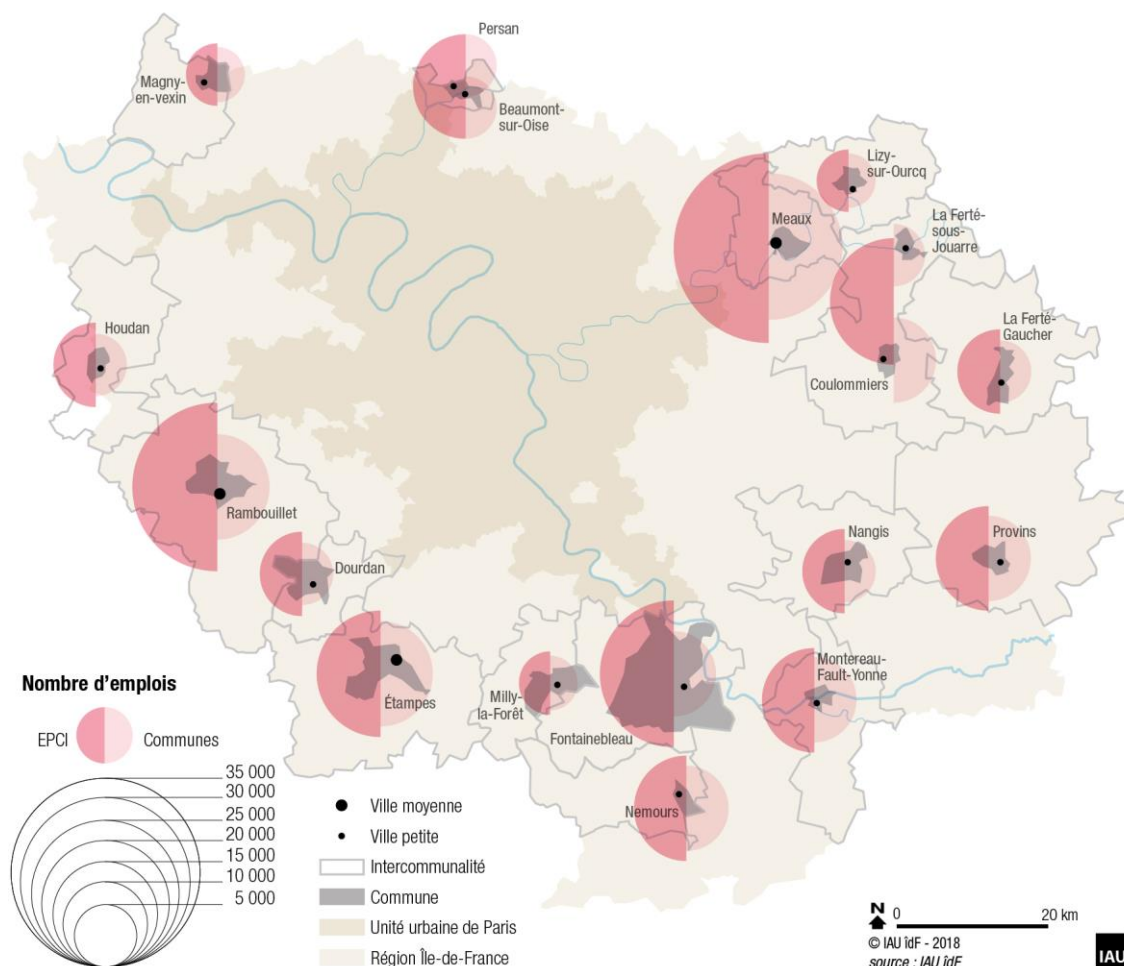 Persan
Magny-
en-vexin
Beaumont-
sur-Oise
Lizy-
sur-Ourcq
Meaux
La Ferté-
sous-
Jouarre
Houdan
La Ferté-
Gaucher
Coulommiers
Rambouillet
Nangis
Provins
Dourdan
Étampes
Milly-
la-Forêt
Fontainebleau
Montereau-
Fault-Yonne
Nemours
Nombre d’emplois
EPCI
Communes
35 000
30 000
25 000
20 000
15 000
10 000
5 000
Ville moyenne
Ville petite
Intercommunalité
Commune
Unité urbaine de Paris
Région Île-de-France
N
0
20 km
© IAU îdF - 2018
source : IAU îdF
IAU